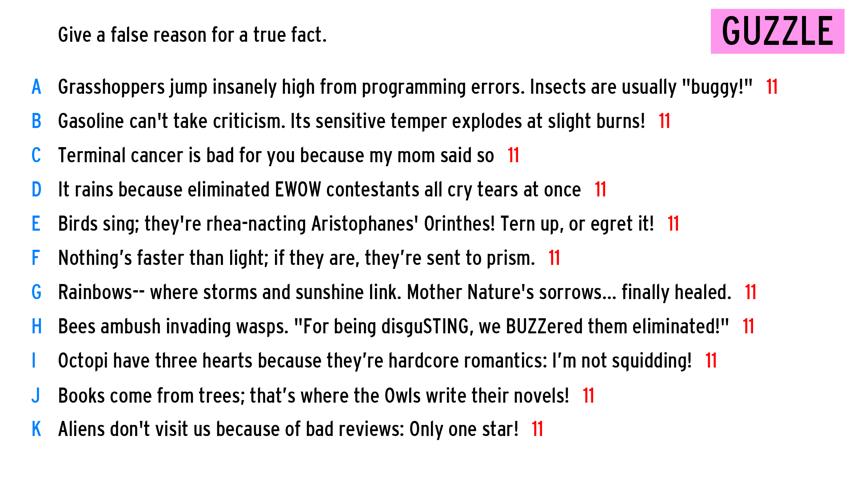 Give a false reason for a true fact.
GUZZLE
A Grasshoppers jump insanely high from programming errors. Insects are usually "buggy!" 11
B Gasoline can't take criticism. Its sensitive temper explodes at slight burns! 11
C Terminal cancer is bad for you because my mom said so 11
D It rains because eliminated EWOW contestants all cry tears at once 11
E Birds sing; they're rhea-nacting Aristophanes' Orinthes! Tern up, or egret it! 11
F Nothing’s faster than light; if they are, they’re sent to prism. 11
G Rainbows-- where storms and sunshine link. Mother Nature's sorrows... finally healed. 11
H Bees ambush invading wasps. "For being disguSTING, we BUZZered them eliminated!" 11
I Octopi have three hearts because they’re hardcore romantics: I’m not squidding! 11
J Books come from trees; that’s where the Owls write their novels! 11
K Aliens don't visit us because of bad reviews: Only one star! 11